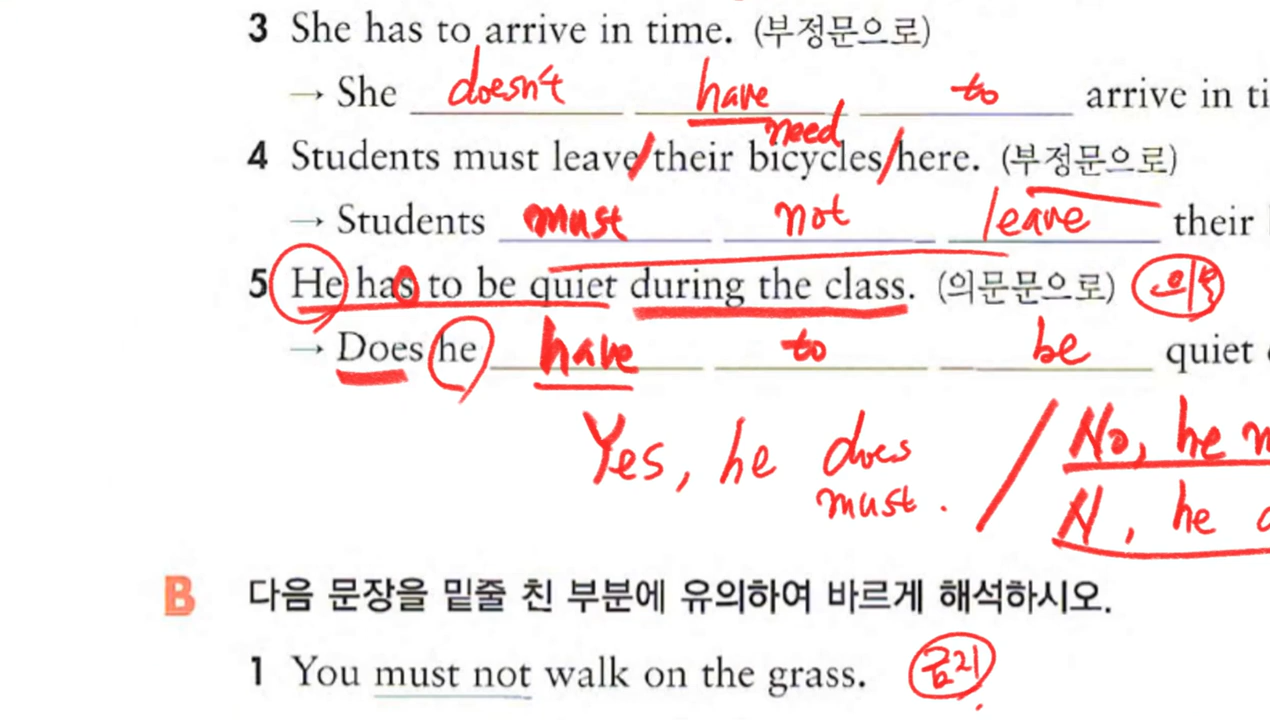 3 She has to arrive in time. (부정문으로)
→ She doesn't have to arrive in ti
need
4 Students must leave/their bicycles/here. (부정문으로)
→ Students must not leave their
5 He has to be quiet during the class. (의문문으로)
→ Does he have to be quiet
Yes, he does / No, he
must. N, he
B 다음 문장을 밑줄 친 부분에 유의하여 바르게 해석하시오.
1 You must not walk on the grass. 금지